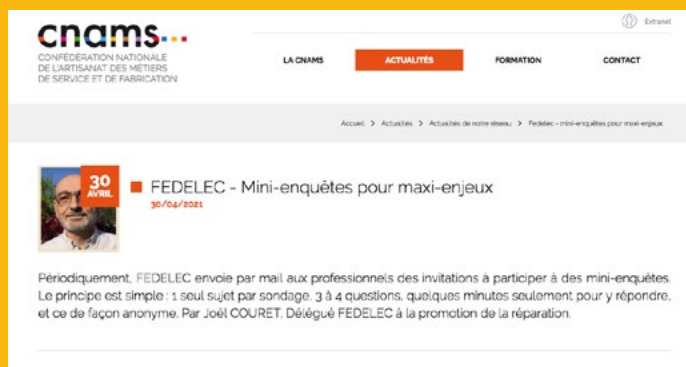 Extranet
cnams
CONFÉDÉRATION NATIONALE
DE L'ARTISANAT DES MÉTIERS
DE SERVICE ET DE FABRICATION
LA CNAMS ACTUALITÉS FORMATION CONTACT
Accueil > Actualités > Actualités de notre réseau > Fedelec - mini-enquêtes pour maxi-enjeux
30
AVRIL
FEDELEC - Mini-enquêtes pour maxi-enjeux
30/04/2021
Périodiquement, FEDELEC envoie par mail aux professionnels des invitations à participer à des mini-enquêtes.
Le principe est simple : 1 seul sujet par sondage, 3 à 4 questions, quelques minutes seulement pour y répondre,
et ce de façon anonyme. Par Joël COURET, Délégué FEDELEC à la promotion de la réparation.